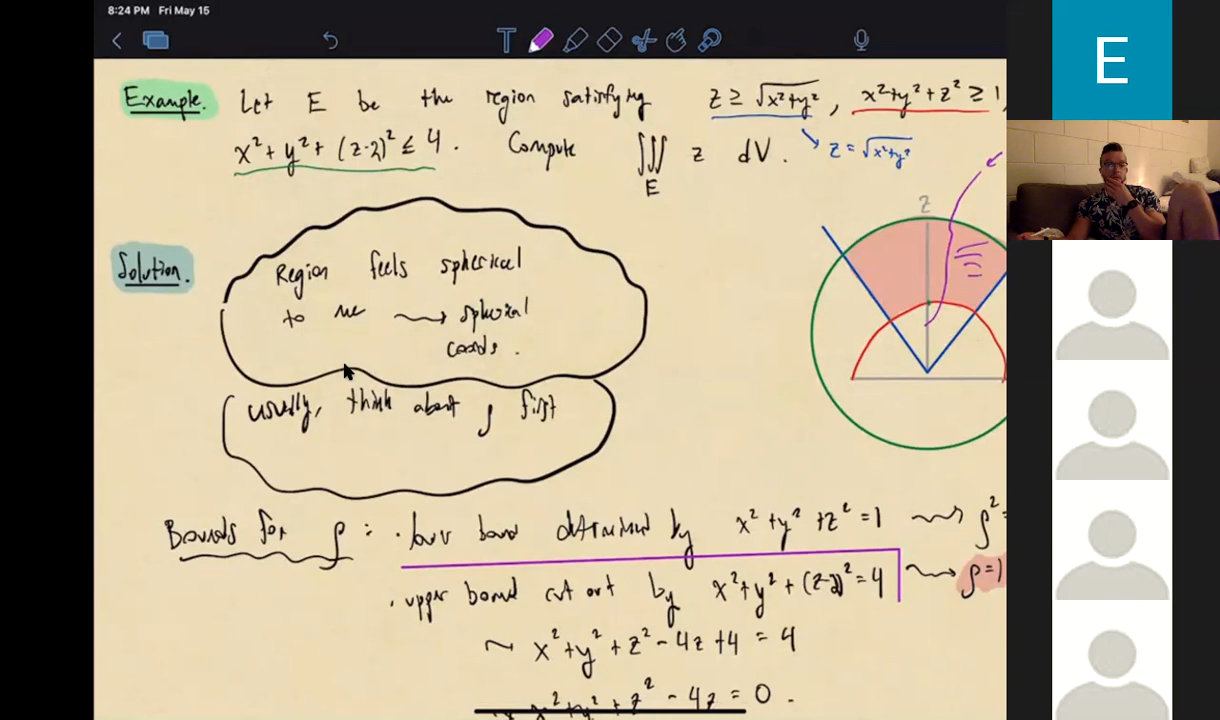 8:24 PM Fri May 15
T
E
Example. Let E be the region satisfying z ≥ √x²+y² , x²+y²+z² ≥ 1,
x²+y²+(z-2)² ≤ 4. Compute ∭ z dV. z = √x²+y²
E
z
Solution.
Region feels spherical
to me → spherical
coords.
usually, think about ρ first
Bounds for ρ : · lower bound determined by x²+y²+z²=1 → ρ²=
· upper bound cut out by x²+y²+(z-2)²=4 → ρ=1
~ x²+y²+z²-4z+4 = 4
x²+y²+z²-4z = 0.